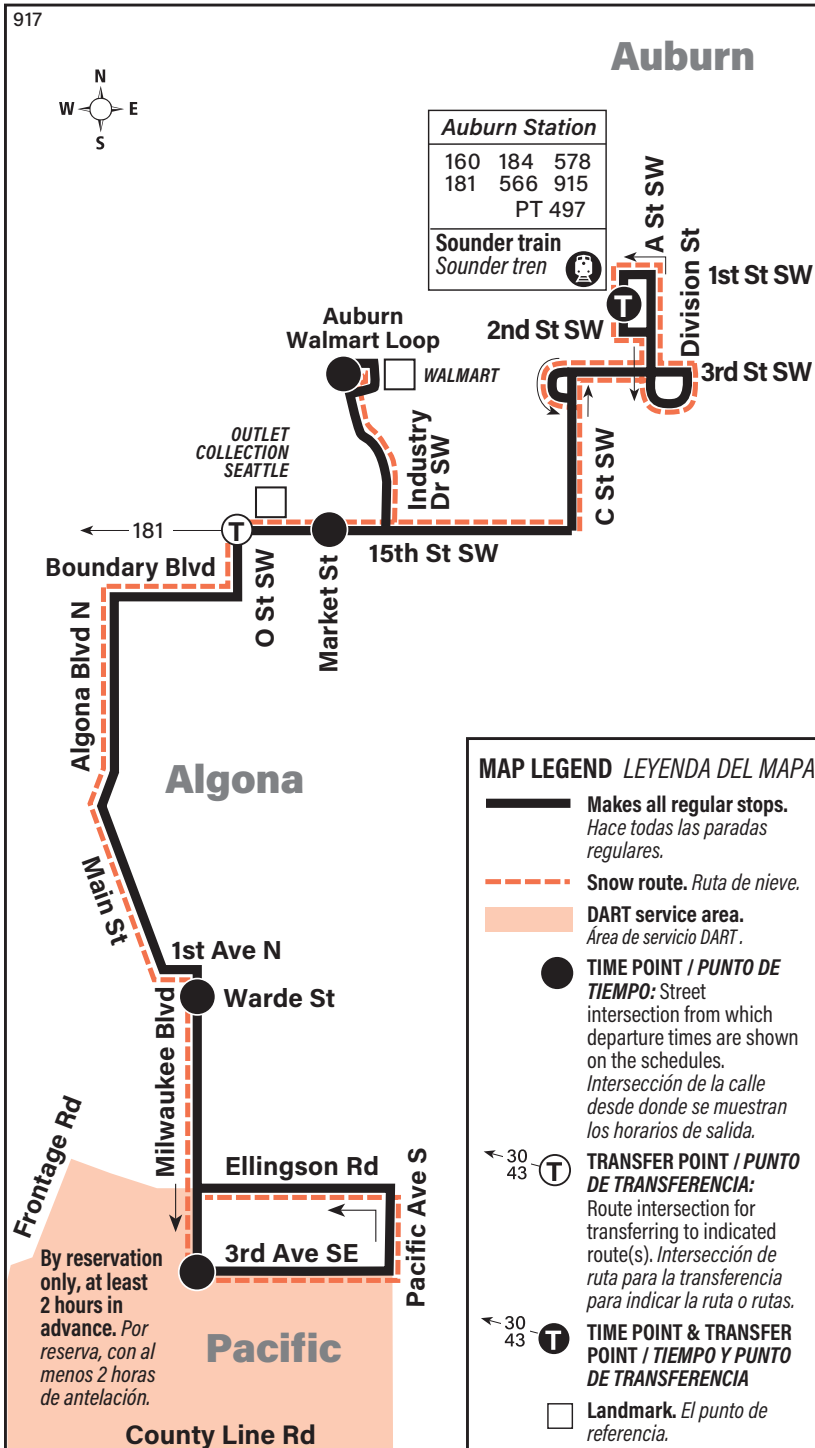 917
Auburn
N
W E
S
Auburn Station
160 184 578
181 566 915
PT 497
Sounder train
Sounder tren
A St SW
Division St
1st St SW
T
2nd St SW
3rd St SW
Auburn
Walmart Loop
WALMART
OUTLET
COLLECTION
SEATTLE
Industry
Dr SW
C St SW
181
T
15th St SW
Boundary Blvd
O St SW
Market St
Algona Blvd N
Algona
Main St
1st Ave N
Warde St
Milwaukee Blvd
Frontage Rd
Ellingson Rd
Pacific Ave S
3rd Ave SE
By reservation
only, at least
2 hours in
advance. Por
reserva, con al
menos 2 horas
de antelación.
Pacific
County Line Rd
MAP LEGEND LEYENDA DEL MAPA
Makes all regular stops.
Hace todas las paradas
regulares.
Snow route. Ruta de nieve.
DART service area.
Área de servicio DART .
TIME POINT / PUNTO DE
TIEMPO: Street
intersection from which
departure times are shown
on the schedules.
Intersección de la calle
desde donde se muestran
los horarios de salida.
30
43 T
TRANSFER POINT / PUNTO
DE TRANSFERENCIA:
Route intersection for
transferring to indicated
route(s). Intersección de
ruta para la transferencia
para indicar la ruta o rutas.
30
43 T
TIME POINT & TRANSFER
POINT / TIEMPO Y PUNTO
DE TRANSFERENCIA
Landmark. El punto de
referencia.